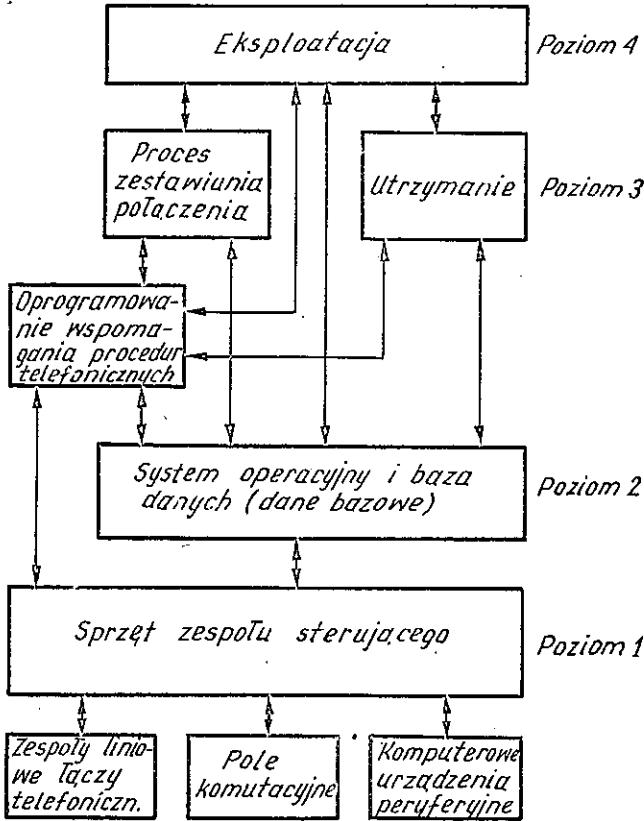 Eksploatacja
Poziom 4
Proces
zestawiunia
połączenia
Utrzymanie
Poziom 3
Oprogramowa-
nie wspoma-
gania procedur
telefonicznych
System operacyjny i baza
danych (dane bazowe)
Poziom 2
Sprzęt zespołu sterującego
Poziom 1
Zespoły linio-
we łączy
telefoniczn.
Pole
komutacyjne
Komputerowe
urządzenia
peryferyjne